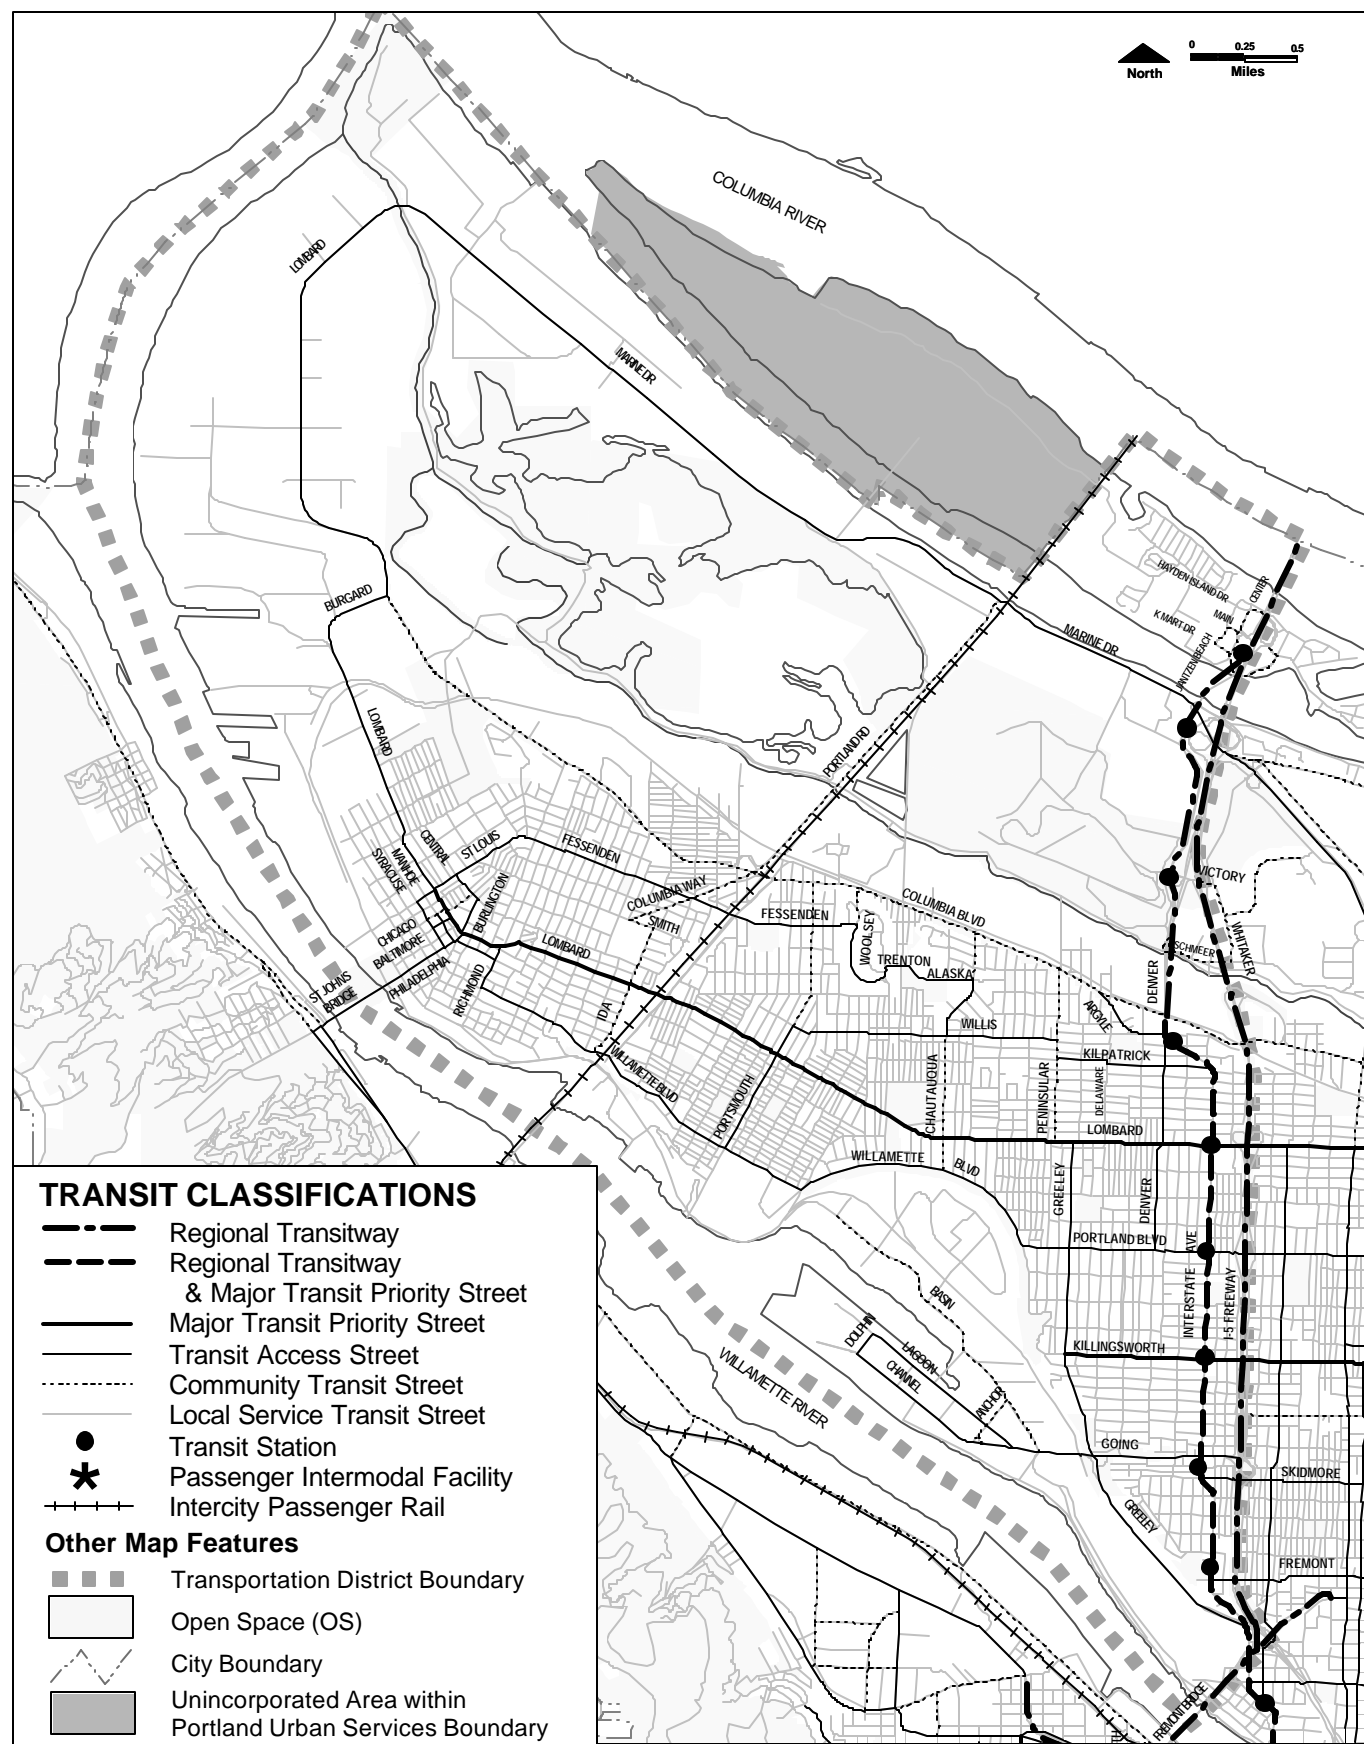 0 0.25 0.5
North
Miles
COLUMBIA RIVER
LOMBARD
MARINE DR
HAYDEN ISLAND DR
CENTER
K MART DR
MAIN
BURGARD
MARINE DR
JANTZEN BEACH
LOMBARD
PORTLAND RD
CENTRAL
ST LOUIS
FESSENDEN
SYRACUSE
VICTORY
COLUMBIA WAY
BURLINGTON
COLUMBIA BLVD
FESSENDEN
SMITH
WOOLSEY
CHICAGO
BALTIMORE
LOMBARD
WHITAKER
SCHMEER
TRENTON
ALASKA
PHILADELPHIA
ST JOHNS
BRIDGE
RICHMOND
DENVER
IDA
ARGYLE
WILLIS
WILLAMETTE BLVD
KILPATRICK
CHAUTAUQUA
PENINSULAR
DELAWARE
PORTSMOUTH
LOMBARD
WILLAMETTE
BLVD
GREELEY
DENVER
PORTLAND BLVD
INTERSTATE AVE
I-5 FREEWAY
BASIN
DOLPHIN
LAGOON
CHANNEL
KILLINGSWORTH
WILLAMETTE RIVER
ANCHOR
GOING
SKIDMORE
GREELEY
FREMONT
FREMONT BRIDGE
TRANSIT CLASSIFICATIONS
Regional Transitway
Regional Transitway
& Major Transit Priority Street
Major Transit Priority Street
Transit Access Street
Community Transit Street
Local Service Transit Street
Transit Station
Passenger Intermodal Facility
Intercity Passenger Rail
Other Map Features
Transportation District Boundary
Open Space (OS)
City Boundary
Unincorporated Area within
Portland Urban Services Boundary